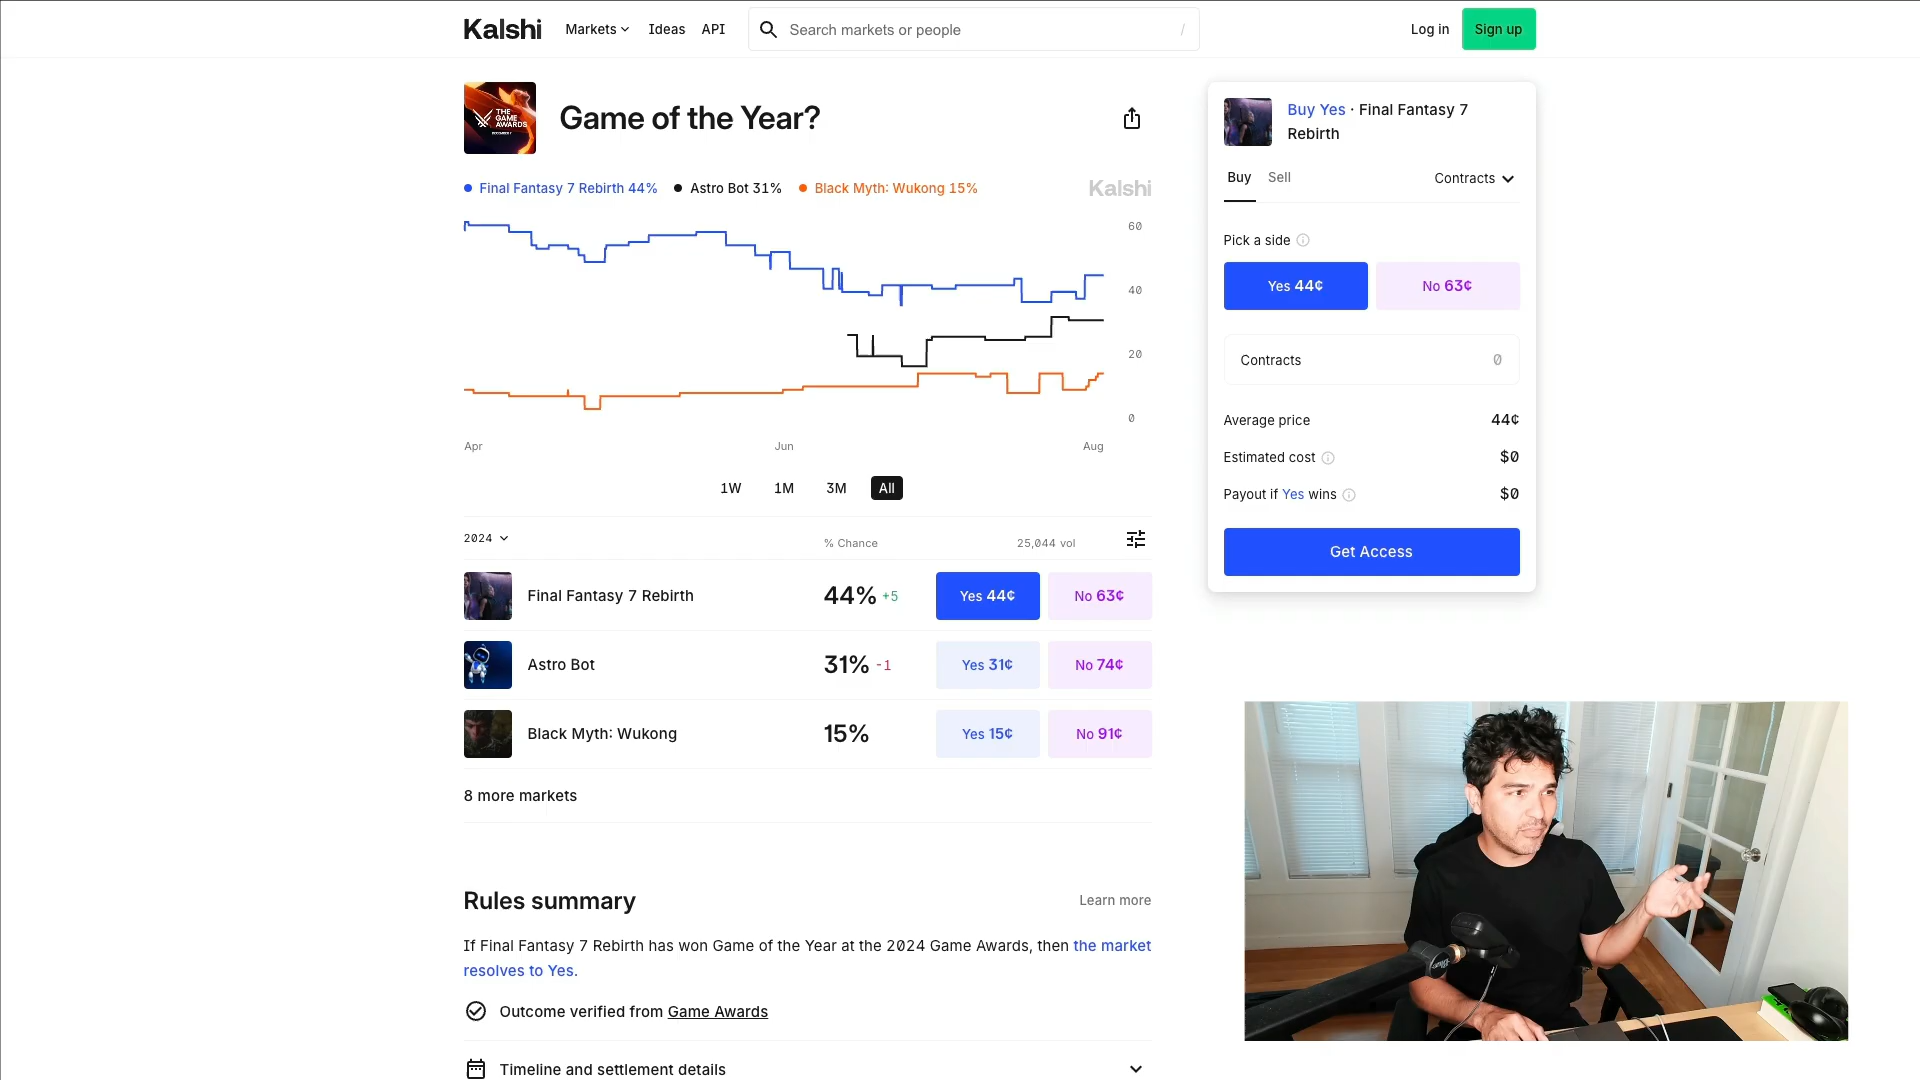 Kalshi
Markets
Ideas
API
Search markets or people
/
Log in
Sign up
THE GAME AWARDS
Game of the Year?
Final Fantasy 7 Rebirth 44%
Astro Bot 31%
Black Myth: Wukong 15%
Kalshi
60
40
20
0
Apr
Jun
Aug
1W
1M
3M
All
2024
% Chance
25,044 vol
Final Fantasy 7 Rebirth
44% +5
Yes 44¢
No 63¢
Astro Bot
31% -1
Yes 31¢
No 74¢
Black Myth: Wukong
15%
Yes 15¢
No 91¢
8 more markets
Rules summary
Learn more
If Final Fantasy 7 Rebirth has won Game of the Year at the 2024 Game Awards, then the market
resolves to Yes.
Outcome verified from Game Awards
Timeline and settlement details
Buy Yes · Final Fantasy 7
Rebirth
Buy
Sell
Contracts
Pick a side
Yes 44¢
No 63¢
Contracts
0
Average price
44¢
Estimated cost
$0
Payout if Yes wins
$0
Get Access